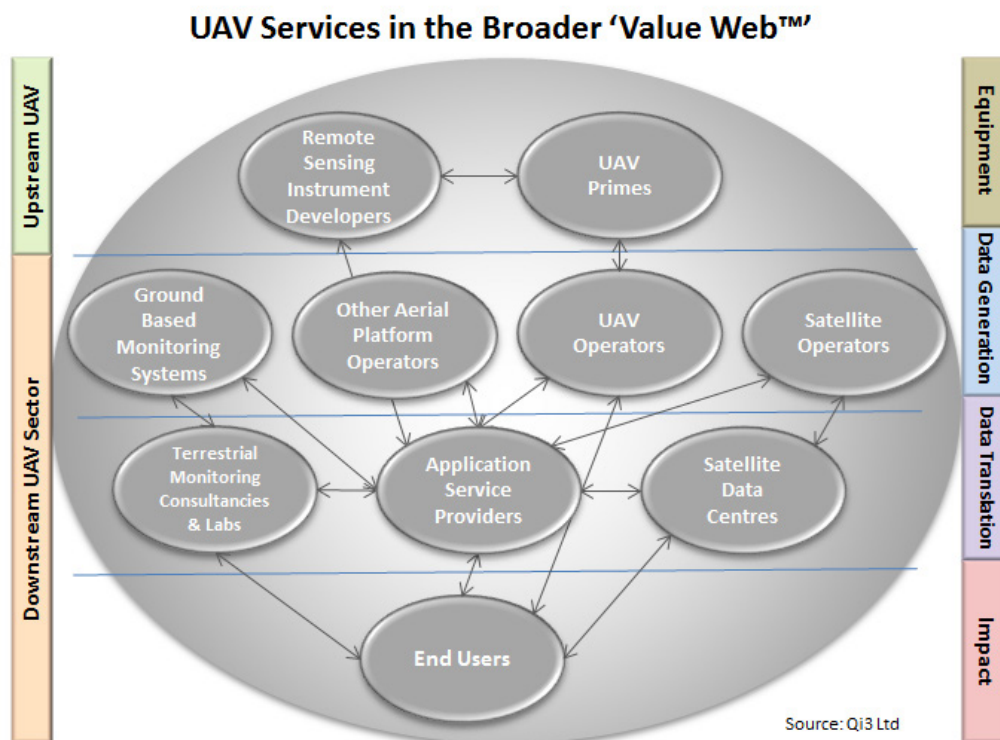 UAV Services in the Broader ‘Value Web™’
Upstream UAV
Equipment
Remote
Sensing
Instrument
Developers
UAV
Primes
Downstream UAV Sector
Data Generation
Ground
Based
Monitoring
Systems
Other Aerial
Platform
Operators
UAV
Operators
Satellite
Operators
Data Translation
Terrestrial
Monitoring
Consultancies
& Labs
Application
Service
Providers
Satellite
Data
Centres
Impact
End Users
Source: Qi3 Ltd